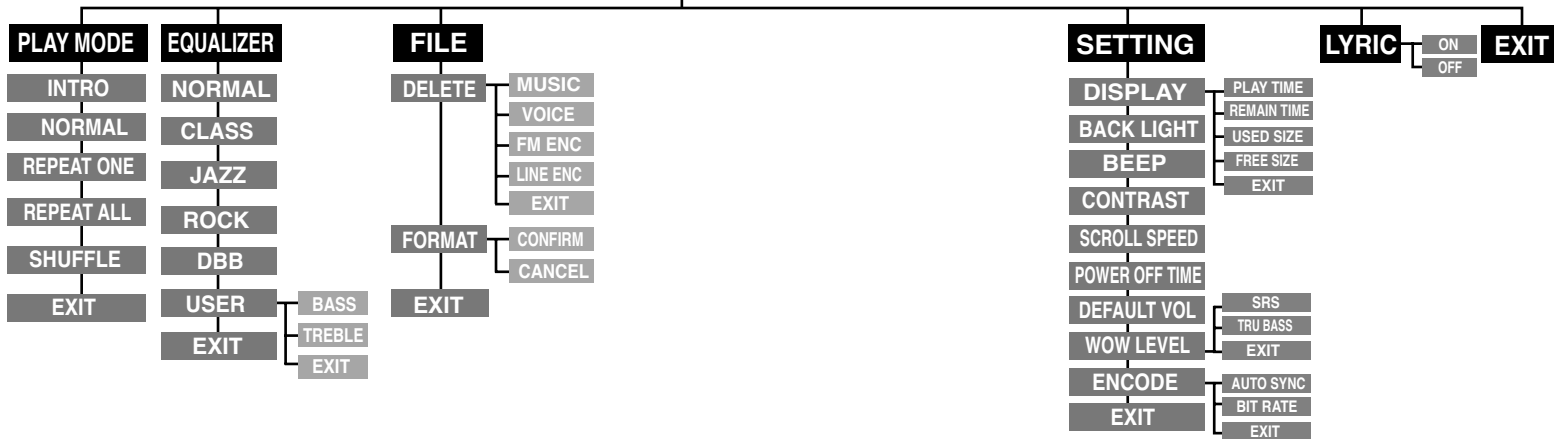 PLAY MODE
INTRO
NORMAL
REPEAT ONE
REPEAT ALL
SHUFFLE
EXIT
EQUALIZER
NORMAL
CLASS
JAZZ
ROCK
DBB
USER
BASS
TREBLE
EXIT
EXIT
FILE
DELETE
MUSIC
VOICE
FM ENC
LINE ENC
EXIT
FORMAT
CONFIRM
CANCEL
EXIT
SETTING
DISPLAY
PLAY TIME
REMAIN TIME
USED SIZE
FREE SIZE
EXIT
BACK LIGHT
BEEP
CONTRAST
SCROLL SPEED
POWER OFF TIME
DEFAULT VOL
WOW LEVEL
SRS
TRU BASS
EXIT
ENCODE
AUTO SYNC
BIT RATE
EXIT
EXIT
LYRIC
ON
OFF
EXIT